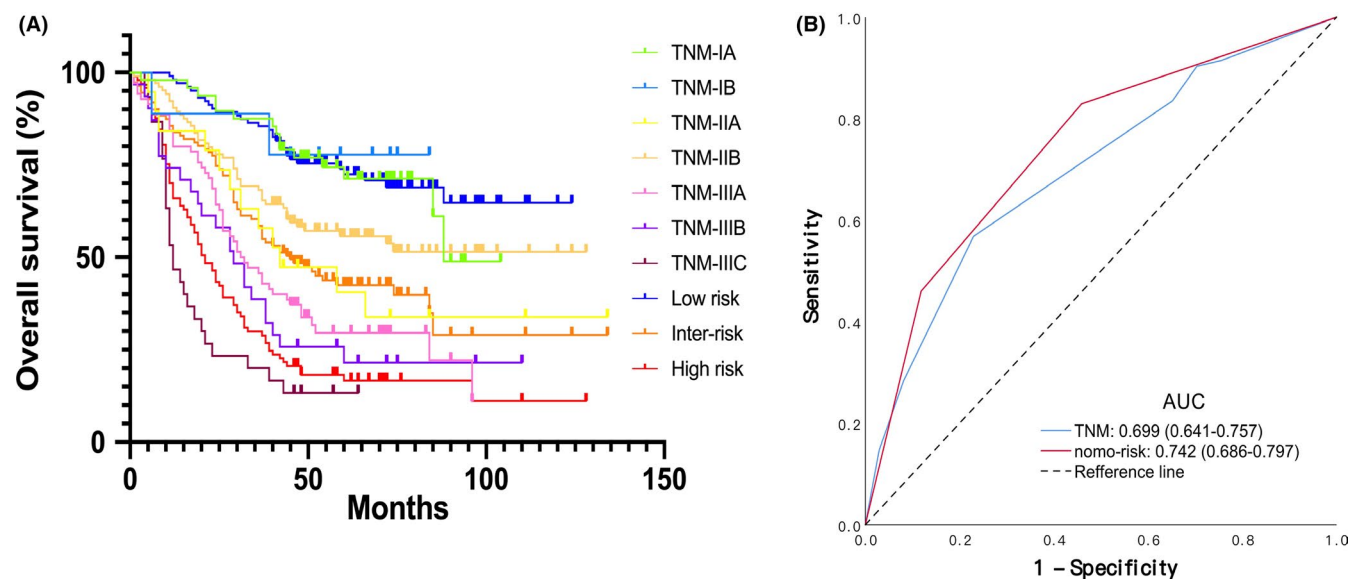 (A)
Overall survival (%)
100
50
0
0 50 100 150
Months
TNM-IA
TNM-IB
TNM-IIA
TNM-IIB
TNM-IIIA
TNM-IIIB
TNM-IIIC
Low risk
Inter-risk
High risk
(B)
Sensitivity
1.0
0.8
0.6
0.4
0.2
0.0
0.0 0.2 0.4 0.6 0.8 1.0
1 – Specificity
AUC
TNM: 0.699 (0.641-0.757)
nomo-risk: 0.742 (0.686-0.797)
Refference line